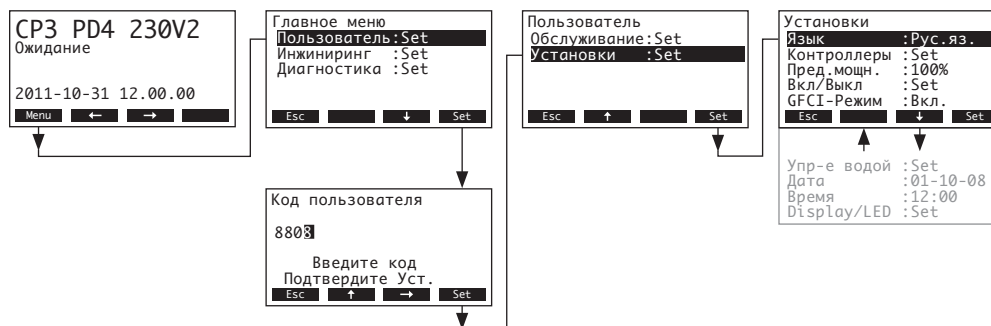 CP3 PD4 230V2
Ожидание
2011-10-31 12.00.00
Menu ← →
Главное меню
Пользователь:Set
Инжиниринг :Set
Диагностика :Set
Esc ↓ Set
Код пользователя
8808
Введите код
Подтвердите Уст.
Esc ↑ → Set
Пользователь
Обслуживание:Set
Установки :Set
Esc ↑ Set
Установки
Язык :Рус.яз.
Контроллеры :Set
Пред.мощн. :100%
Вкл/Выкл :Set
GFCI-Режим :Вкл.
Esc ↓ Set
Упр-е водой :Set
Дата :01-10-08
Время :12:00
Display/LED :Set